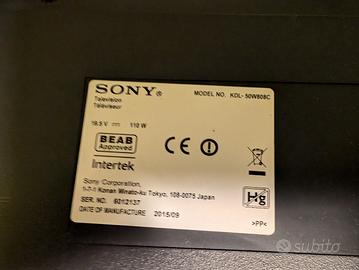 SONY®
MODEL NO. KDL- 50W808C
Television
Téléviseur
19.5 V ⎓ 110 W
BEAB
Approved
Intertek
CE
Sony Corporation
1-7-1 Konan Minato-ku Tokyo, 108-0075 Japan
SER. NO. 6012137
DATE OF MANUFACTURE 2015/09
Hg
>PP<
subito